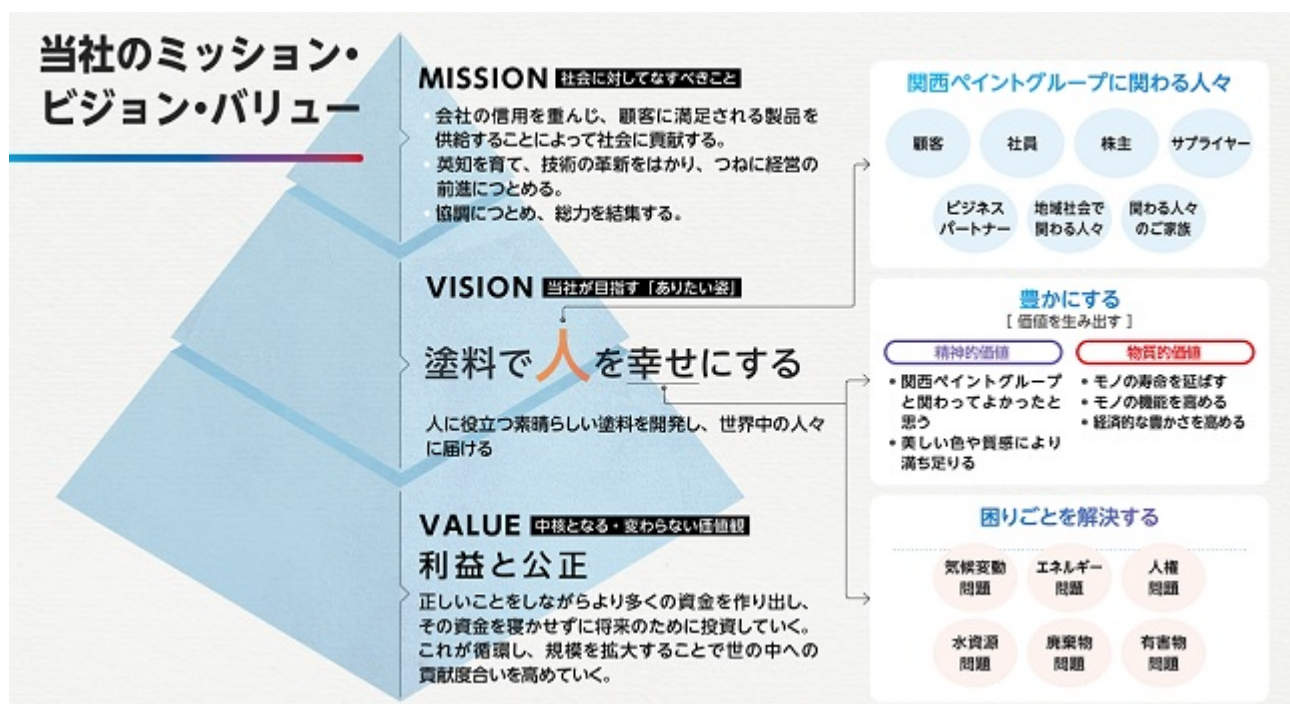 当社のミッション・
ビジョン・バリュー
MISSION 社会に対してなすべきこと
会社の信用を重んじ、顧客に満足される製品を
供給することによって社会に貢献する。
英知を育て、技術の革新をはかり、つねに経営の
前進につとめる。
協調につとめ、総力を結集する。
VISION 当社が目指す「ありたい姿」
塗料で人を幸せにする
人に役立つ素晴らしい塗料を開発し、世界中の人々
に届ける
VALUE 中核となる・変わらない価値観
利益と公正
正しいことをしながらより多くの資金を作り出し、
その資金を寝かせずに将来のために投資していく。
これが循環し、規模を拡大することで世の中への
貢献度合いを高めていく。
関西ペイントグループに関わる人々
顧客 社員 株主 サプライヤー
ビジネス
パートナー
地域社会で
関わる人々
関わる人々
のご家族
豊かにする
[ 価値を生み出す ]
精神的価値
• 関西ペイントグループ
と関わってよかったと
思う
• 美しい色や質感により
満ち足りる
物質的価値
• モノの寿命を延ばす
• モノの機能を高める
• 経済的な豊かさを高める
困りごとを解決する
気候変動
問題
エネルギー
問題
人権
問題
水資源
問題
廃棄物
問題
有害物
問題